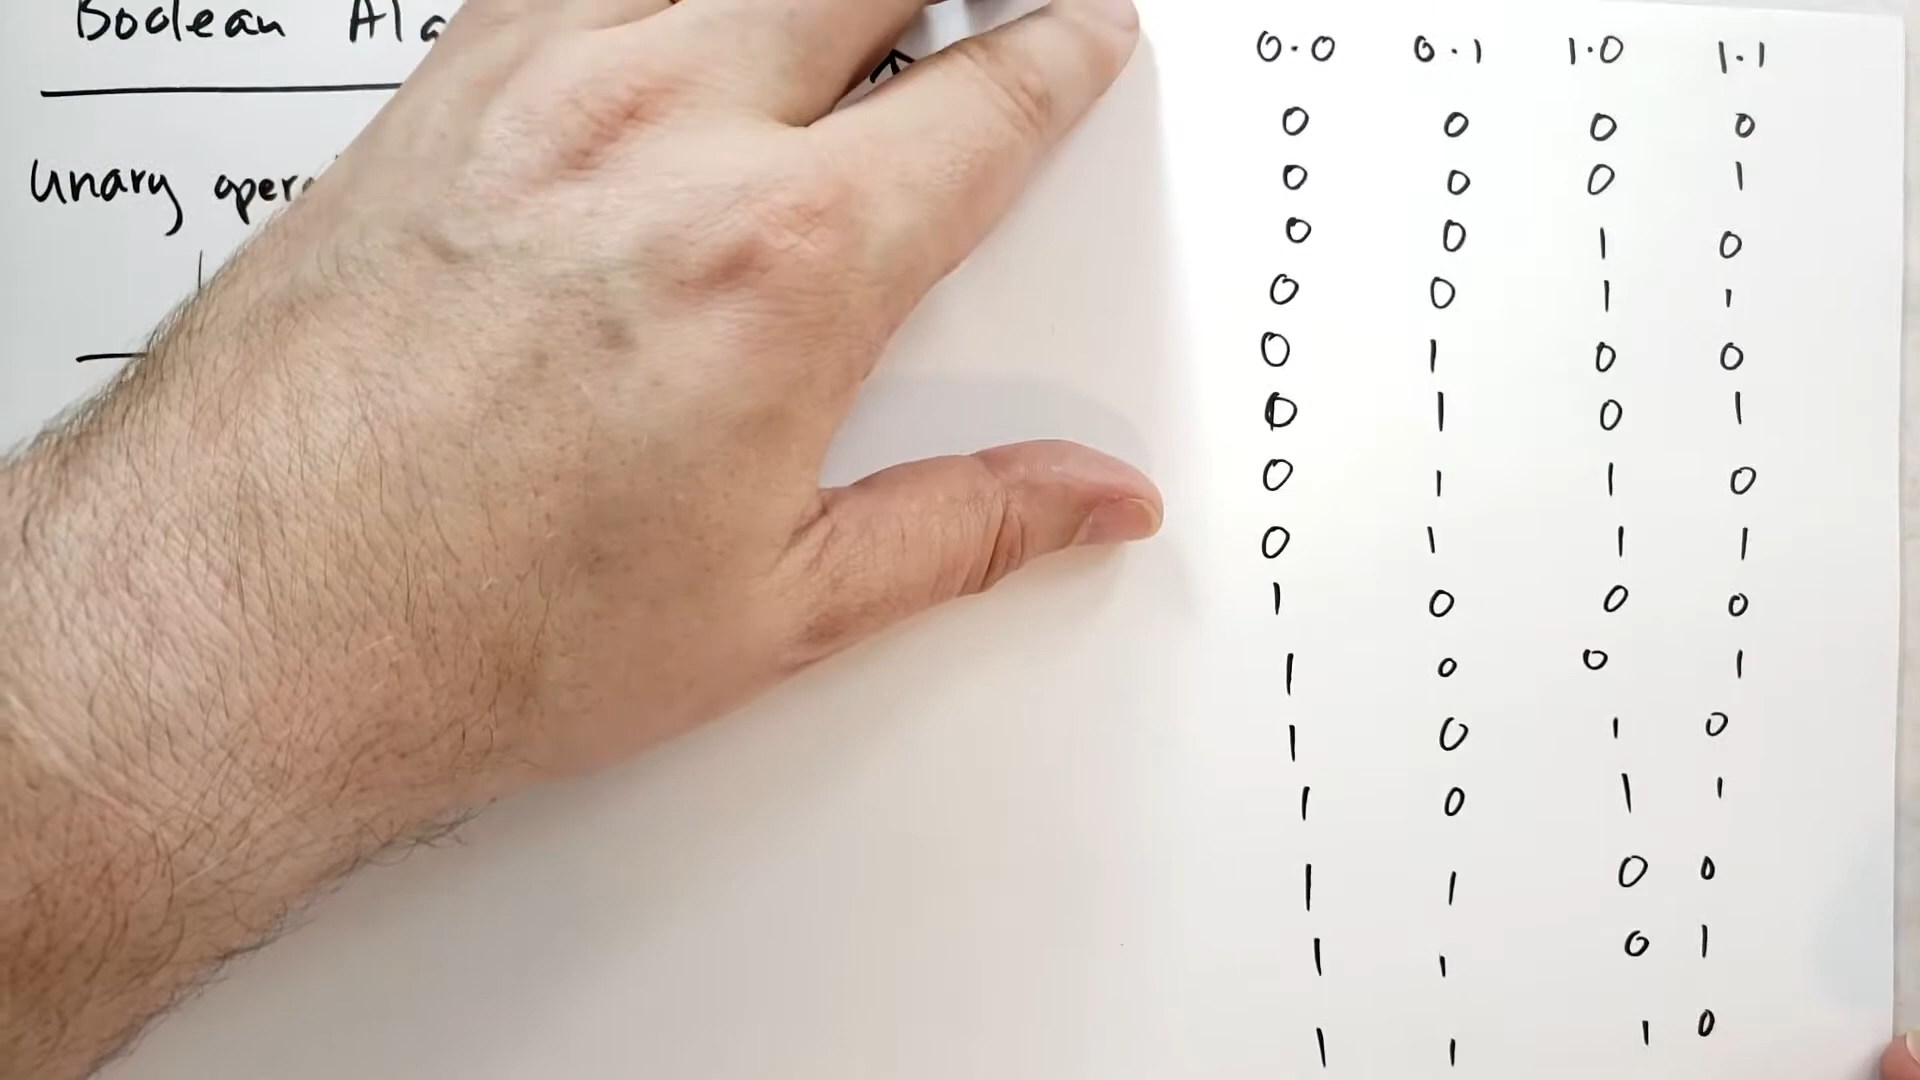 Boolean Alg
Unary oper
0.0 0.1 1.0 1.1
0 0 0 0
0 0 0 1
0 0 1 0
0 0 1 1
0 1 0 0
0 1 0 1
0 1 1 0
0 1 1 1
1 0 0 0
1 0 0 1
1 0 1 0
1 0 1 1
1 1 0 0
1 1 0 1
1 1 1 0